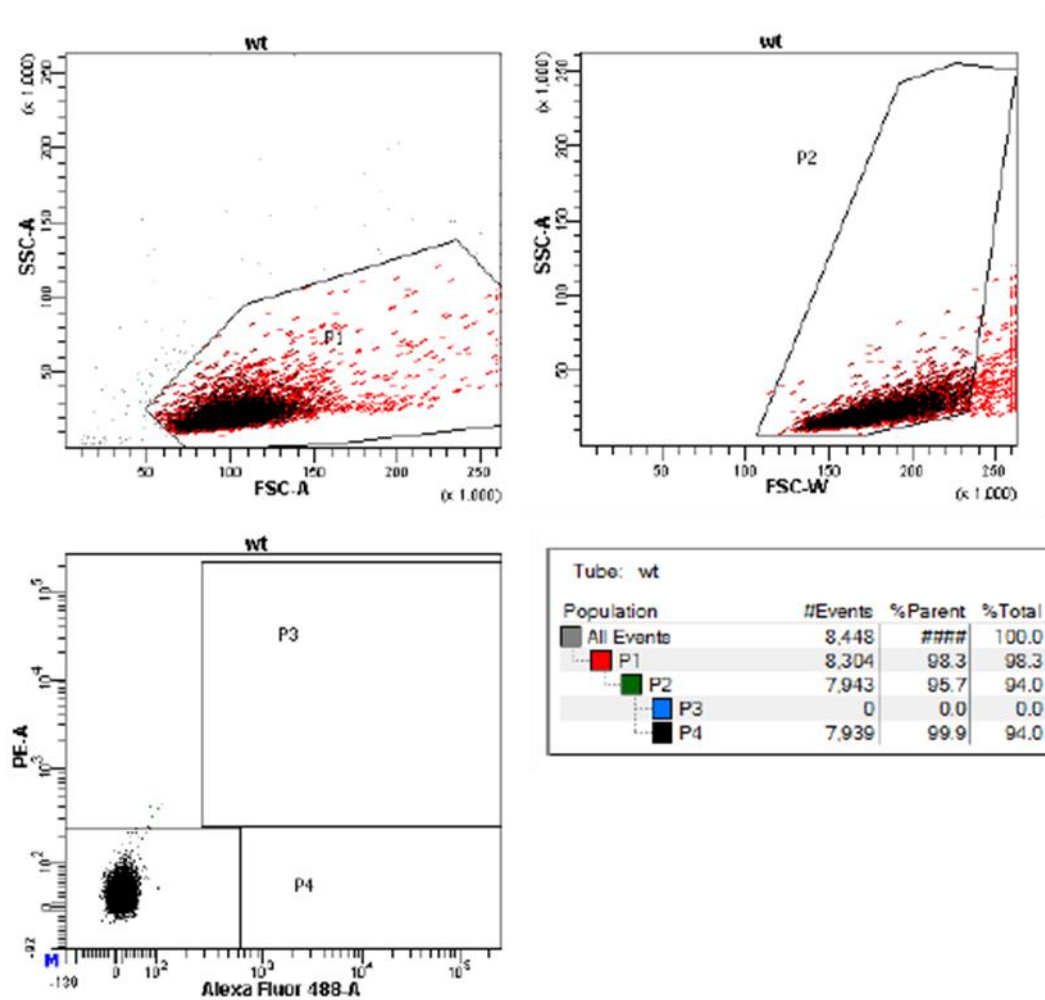 wt
(x 1,000)
250
200
150
100
50
SSC-A
P1
50
100
150
200
250
FSC-A
(x 1,000)
wt
(x 1,000)
250
200
150
100
50
SSC-A
P2
50
100
150
200
250
FSC-W
(x 1,000)
wt
10^5
10^4
10^3
10^2
0
-92
PE-A
P3
P4
M
-130
0
10^2
10^3
10^4
10^5
Alexa Fluor 488-A
Tube: wt
Population #Events %Parent %Total
All Events 8,448 #### 100.0
P1 8,304 98.3 98.3
P2 7,943 95.7 94.0
P3 0 0.0 0.0
P4 7,939 99.9 94.0